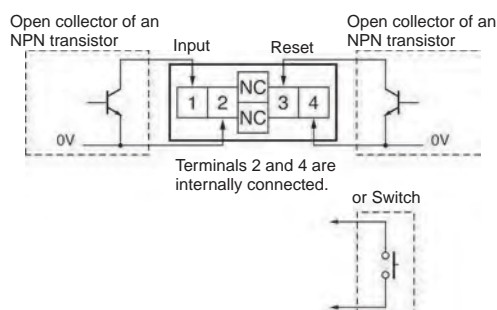 Open collector of an
NPN transistor
Input
Reset
Open collector of an
NPN transistor
NC
1 2 3 4
NC
0V
0V
Terminals 2 and 4 are
internally connected.
or Switch